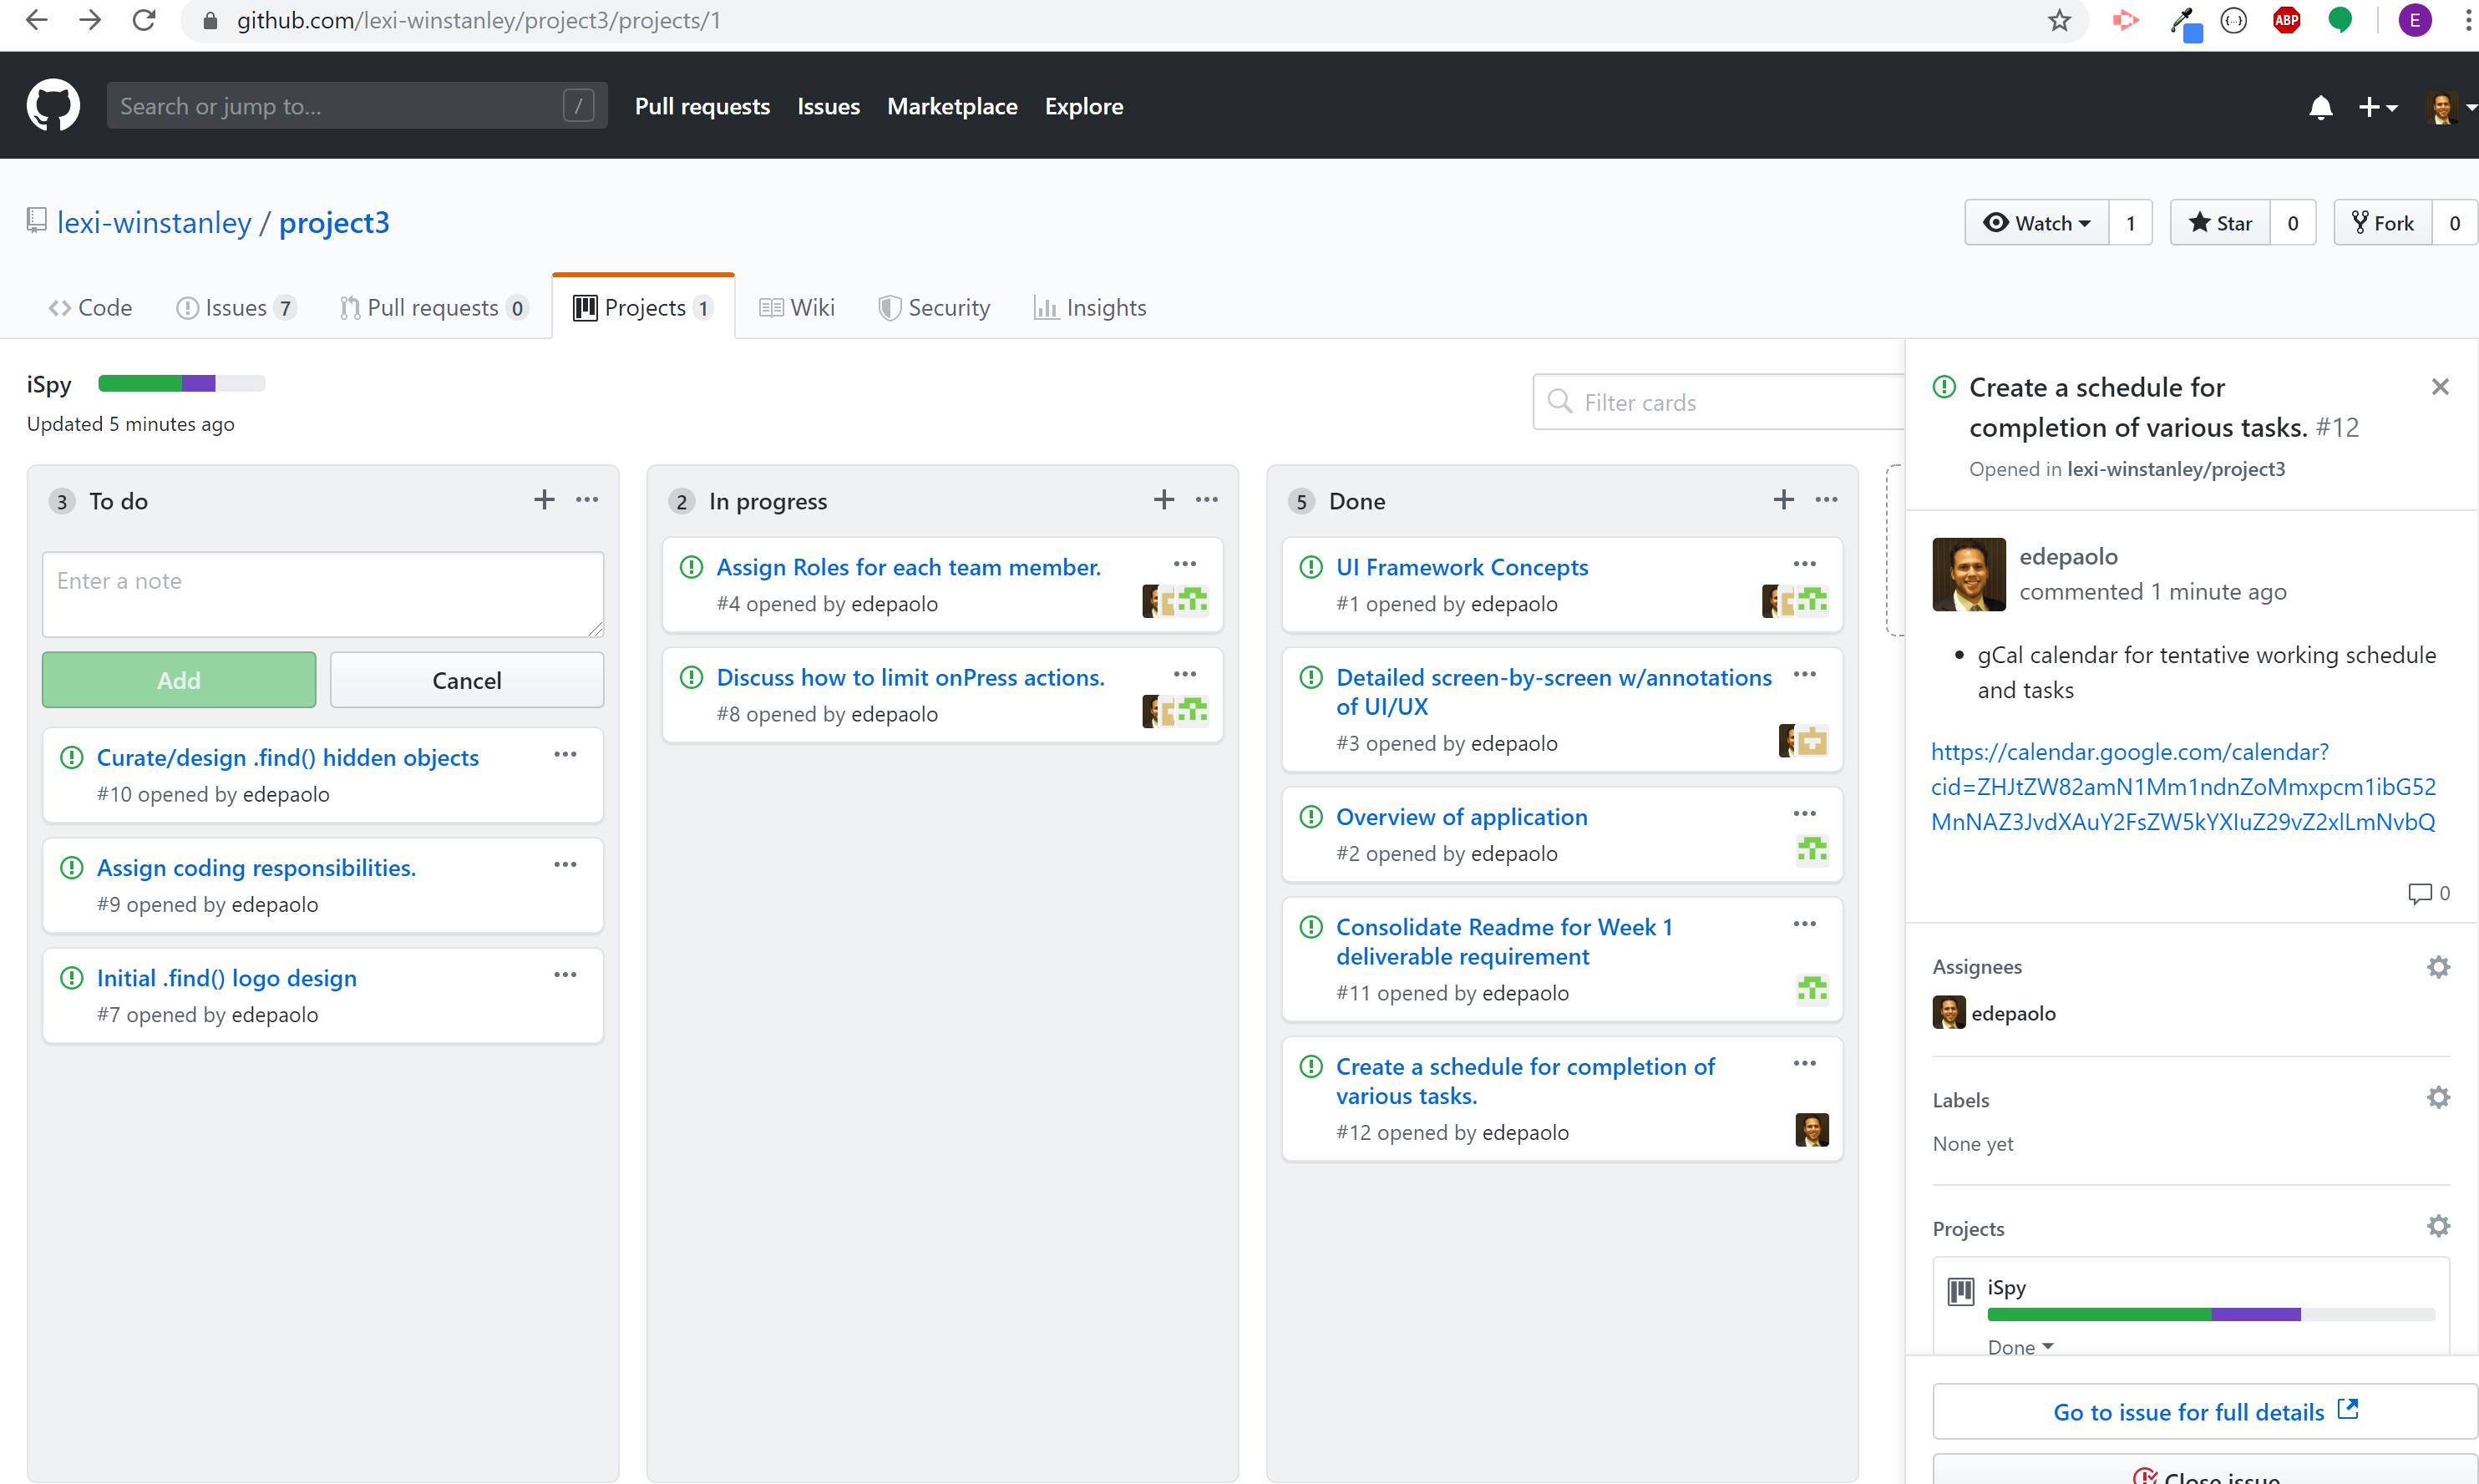 github.com/lexi-winstanley/project3/projects/1
{...}
ABP
E
Search or jump to...
/
Pull requests Issues Marketplace Explore
lexi-winstanley / project3
Watch 1 Star 0 Fork 0
Code Issues 7 Pull requests 0 Projects 1 Wiki Security Insights
iSpy
Updated 5 minutes ago
Filter cards
3 To do
Enter a note
Add Cancel
Curate/design .find() hidden objects
#10 opened by edepaolo
Assign coding responsibilities.
#9 opened by edepaolo
Initial .find() logo design
#7 opened by edepaolo
2 In progress
Assign Roles for each team member.
#4 opened by edepaolo
Discuss how to limit onPress actions.
#8 opened by edepaolo
5 Done
UI Framework Concepts
#1 opened by edepaolo
Detailed screen-by-screen w/annotations
of UI/UX
#3 opened by edepaolo
Overview of application
#2 opened by edepaolo
Consolidate Readme for Week 1
deliverable requirement
#11 opened by edepaolo
Create a schedule for completion of
various tasks.
#12 opened by edepaolo
Create a schedule for
completion of various tasks. #12
Opened in lexi-winstanley/project3
edepaolo
commented 1 minute ago
• gCal calendar for tentative working schedule
and tasks
https://calendar.google.com/calendar?
cid=ZHJtZW82amN1Mm1ndnZoMmxpcm1ibG52
MnNAZ3JvdXAuY2FsZW5kYXIuZ29vZ2xlLmNvbQ
0
Assignees
edepaolo
Labels
None yet
Projects
iSpy
Done
Go to issue for full details
Close issue